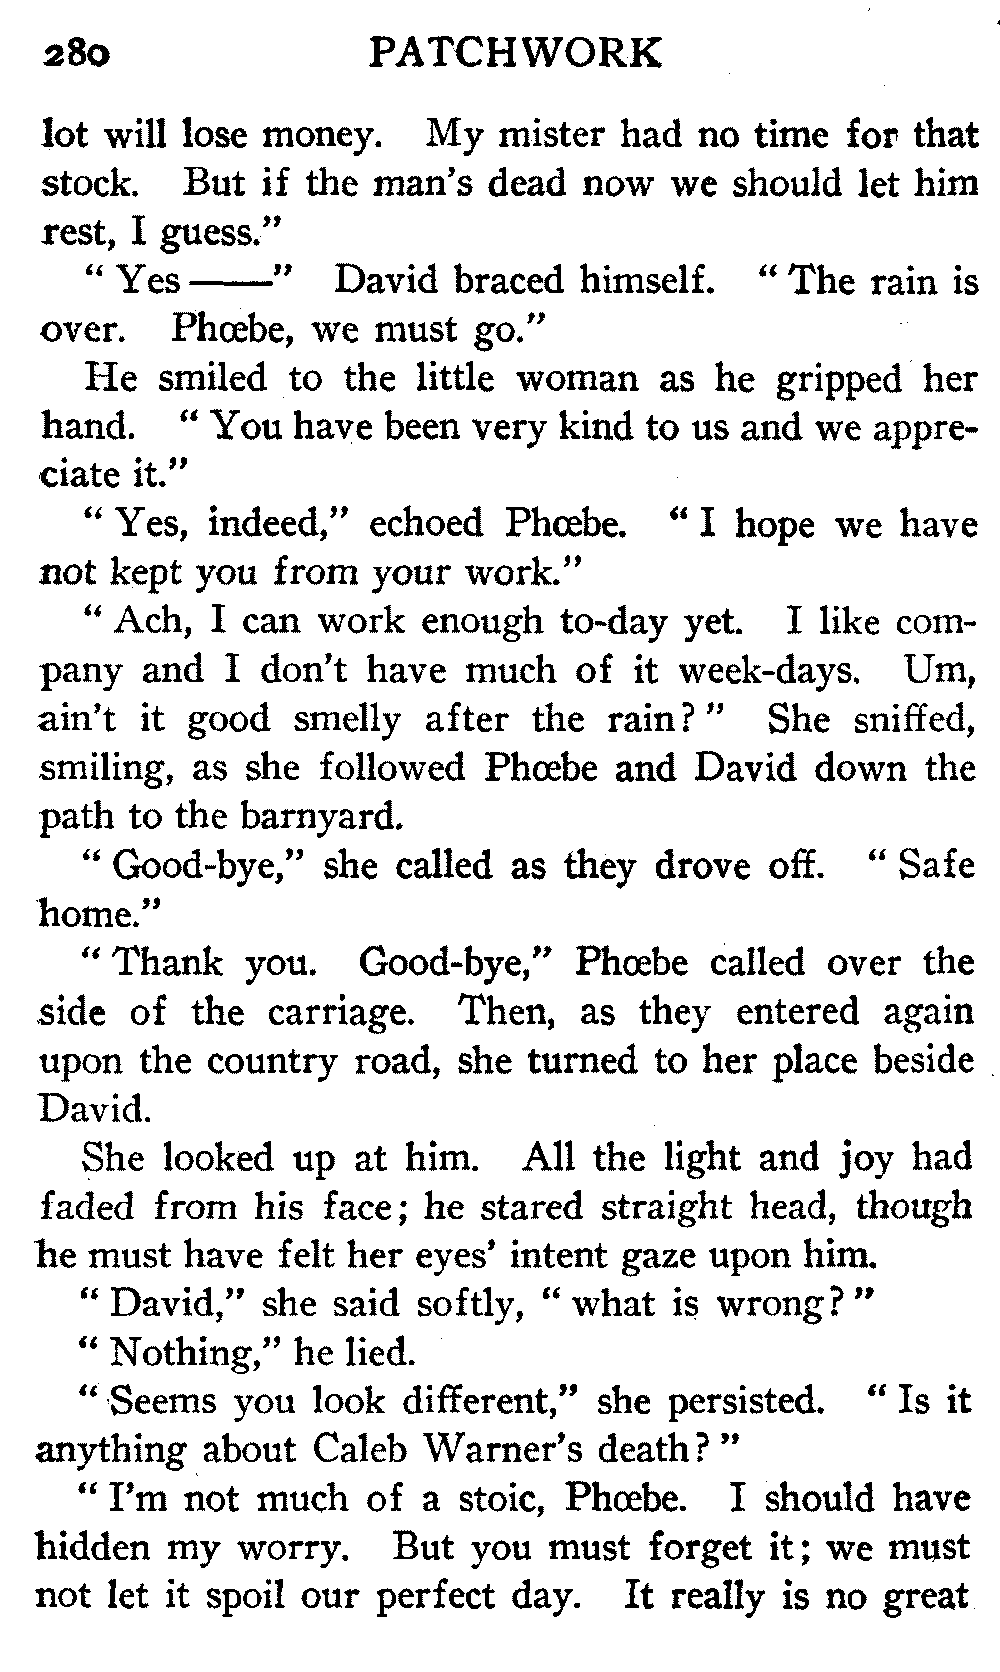 280 PATCHWORK
lot will lose money. My mister had no time for that
stock. But if the man's dead now we should let him
rest, I guess."
" Yes ——" David braced himself. " The rain is
over. Phœbe, we must go."
He smiled to the little woman as he gripped her
hand. " You have been very kind to us and we appre-
ciate it."
" Yes, indeed," echoed Phœbe. " I hope we have
not kept you from your work."
" Ach, I can work enough to-day yet. I like com-
pany and I don't have much of it week-days. Um,
ain't it good smelly after the rain? " She sniffed,
smiling, as she followed Phœbe and David down the
path to the barnyard.
" Good-bye," she called as they drove off. " Safe
home."
" Thank you. Good-bye," Phœbe called over the
side of the carriage. Then, as they entered again
upon the country road, she turned to her place beside
David.
She looked up at him. All the light and joy had
faded from his face; he stared straight head, though
he must have felt her eyes' intent gaze upon him.
" David," she said softly, " what is wrong? "
" Nothing," he lied.
" Seems you look different," she persisted. " Is it
anything about Caleb Warner's death? "
" I'm not much of a stoic, Phœbe. I should have
hidden my worry. But you must forget it; we must
not let it spoil our perfect day. It really is no great